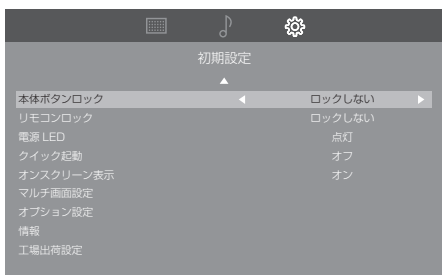 初期設定
本体ボタンロック ロックしない
リモコンロック ロックしない
電源 LED 点灯
クイック起動 オフ
オンスクリーン表示 オン
マルチ画面設定
オプション設定
情報
工場出荷設定